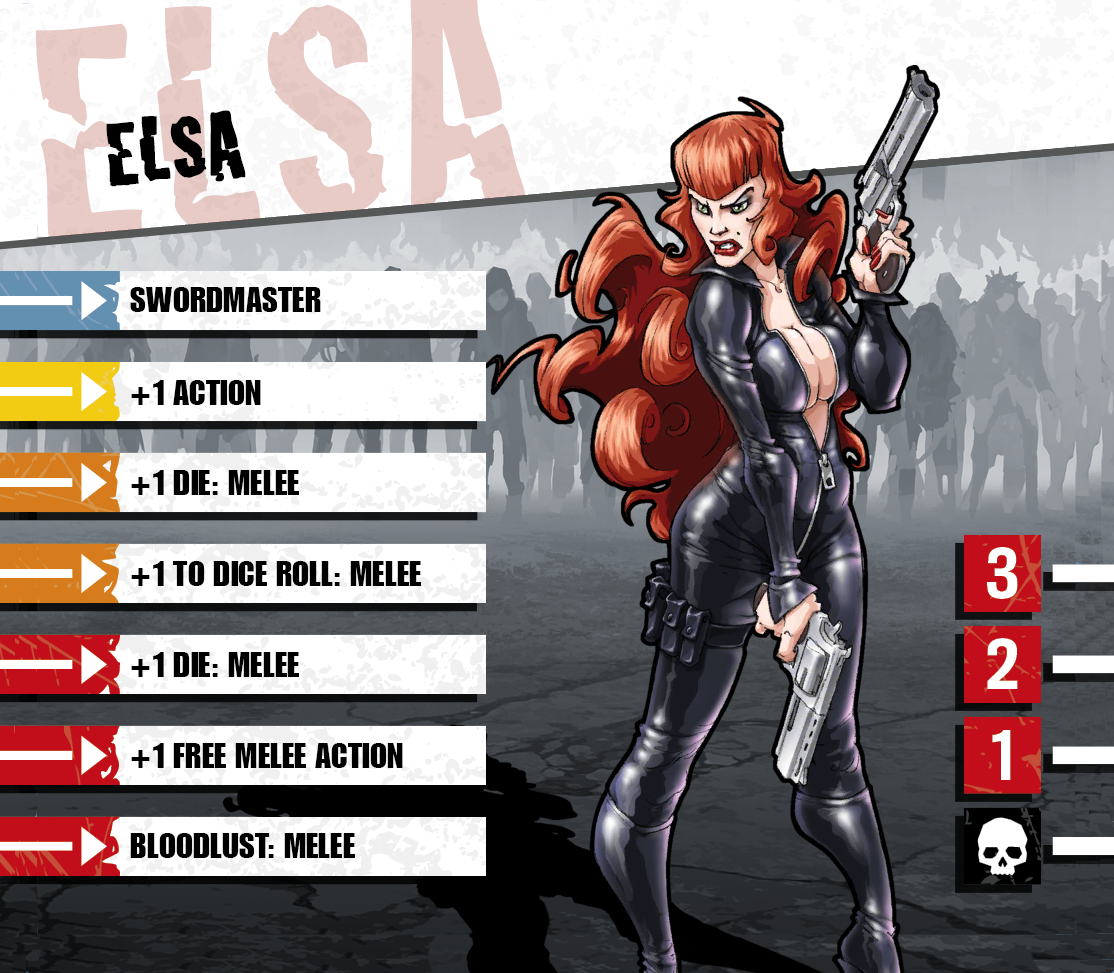 ELSA
ELSA
SWORDMASTER
+1 ACTION
+1 DIE: MELEE
+1 TO DICE ROLL: MELEE
+1 DIE: MELEE
+1 FREE MELEE ACTION
BLOODLUST: MELEE
3
2
1